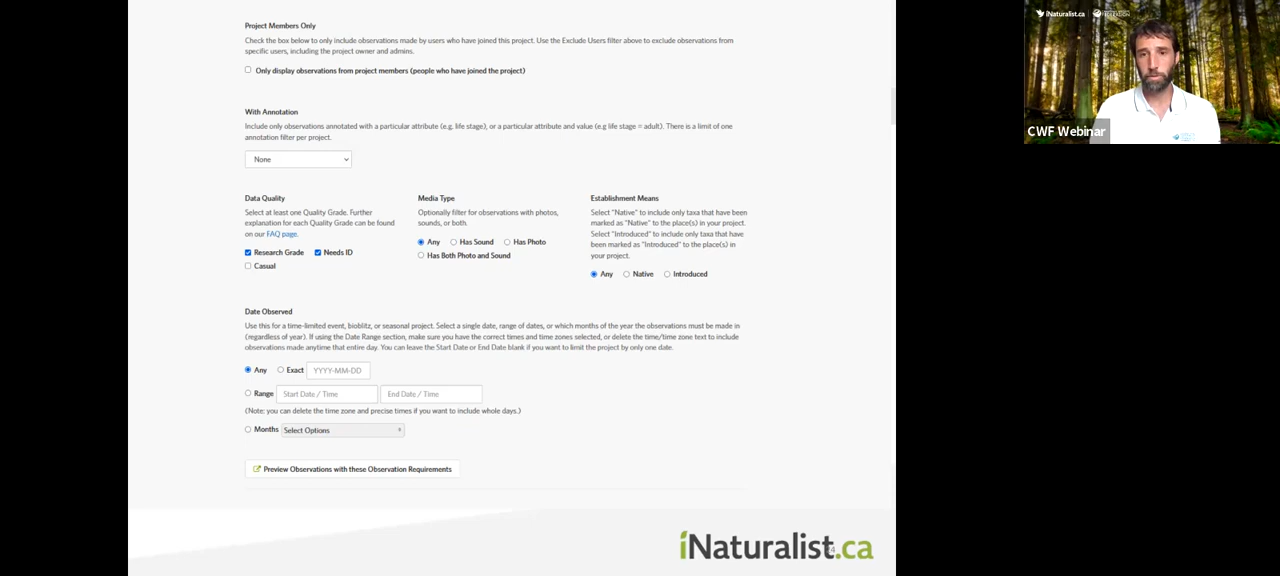 Project Members Only
Check the box below to only include observations made by users who have joined this project. Use the Exclude Users filter above to exclude observations from
specific users, including the project owner and admins.
Only display observations from project members (people who have joined the project)
With Annotation
Include only observations annotated with a particular attribute (e.g. life stage), or a particular attribute and value (e.g life stage = adult). There is a limit of one
annotation filter per project.
None
Data Quality
Select at least one Quality Grade. Further
explanation for each Quality Grade can be found
on our FAQ page.
Research Grade Needs ID
Casual
Media Type
Optionally filter for observations with photos,
sounds, or both.
Any Has Sound Has Photo
Has Both Photo and Sound
Establishment Means
Select "Native" to include only taxa that have been
marked as "Native" to the place(s) in your project.
Select "Introduced" to include only taxa that have
been marked as "Introduced" to the place(s) in
your project.
Any Native Introduced
Date Observed
Use this for a time-limited event, bioblitz, or seasonal project. Select a single date, range of dates, or which months of the year the observations must be made in
(regardless of year). If using the Date Range section, make sure you have the correct times and time zones selected, or delete the time/time zone text to include
observations made anytime that entire day. You can leave the Start Date or End Date blank if you want to limit the project by only one date.
Any Exact YYYY-MM-DD
Range Start Date / Time End Date / Time
(Note: you can delete the time zone and precise times if you want to include whole days.)
Months Select Options
Preview Observations with these Observation Requirements
iNaturalist.ca
24
iNaturalist.ca
CWF Webinar